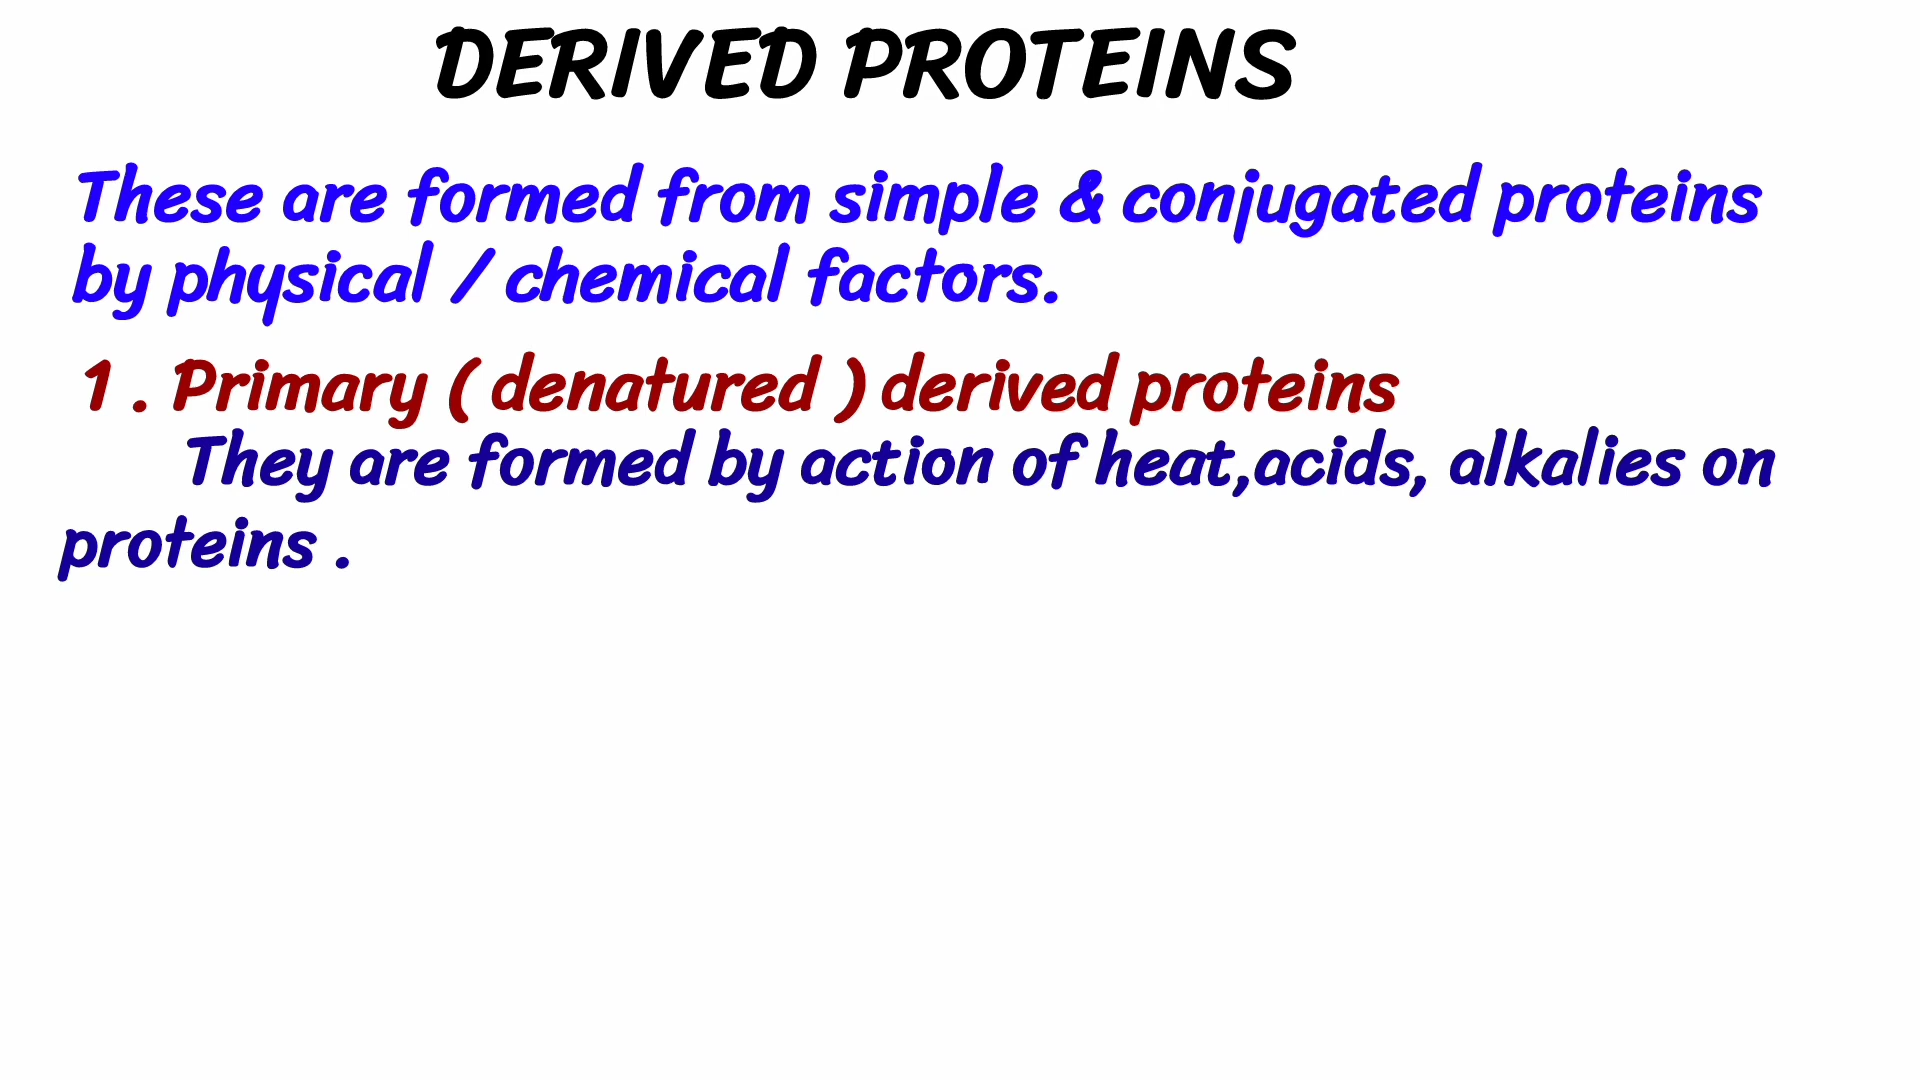 DERIVED PROTEINS
These are formed from simple & conjugated proteins
by physical / chemical factors.
1 . Primary ( denatured ) derived proteins
They are formed by action of heat,acids, alkalies on
proteins .